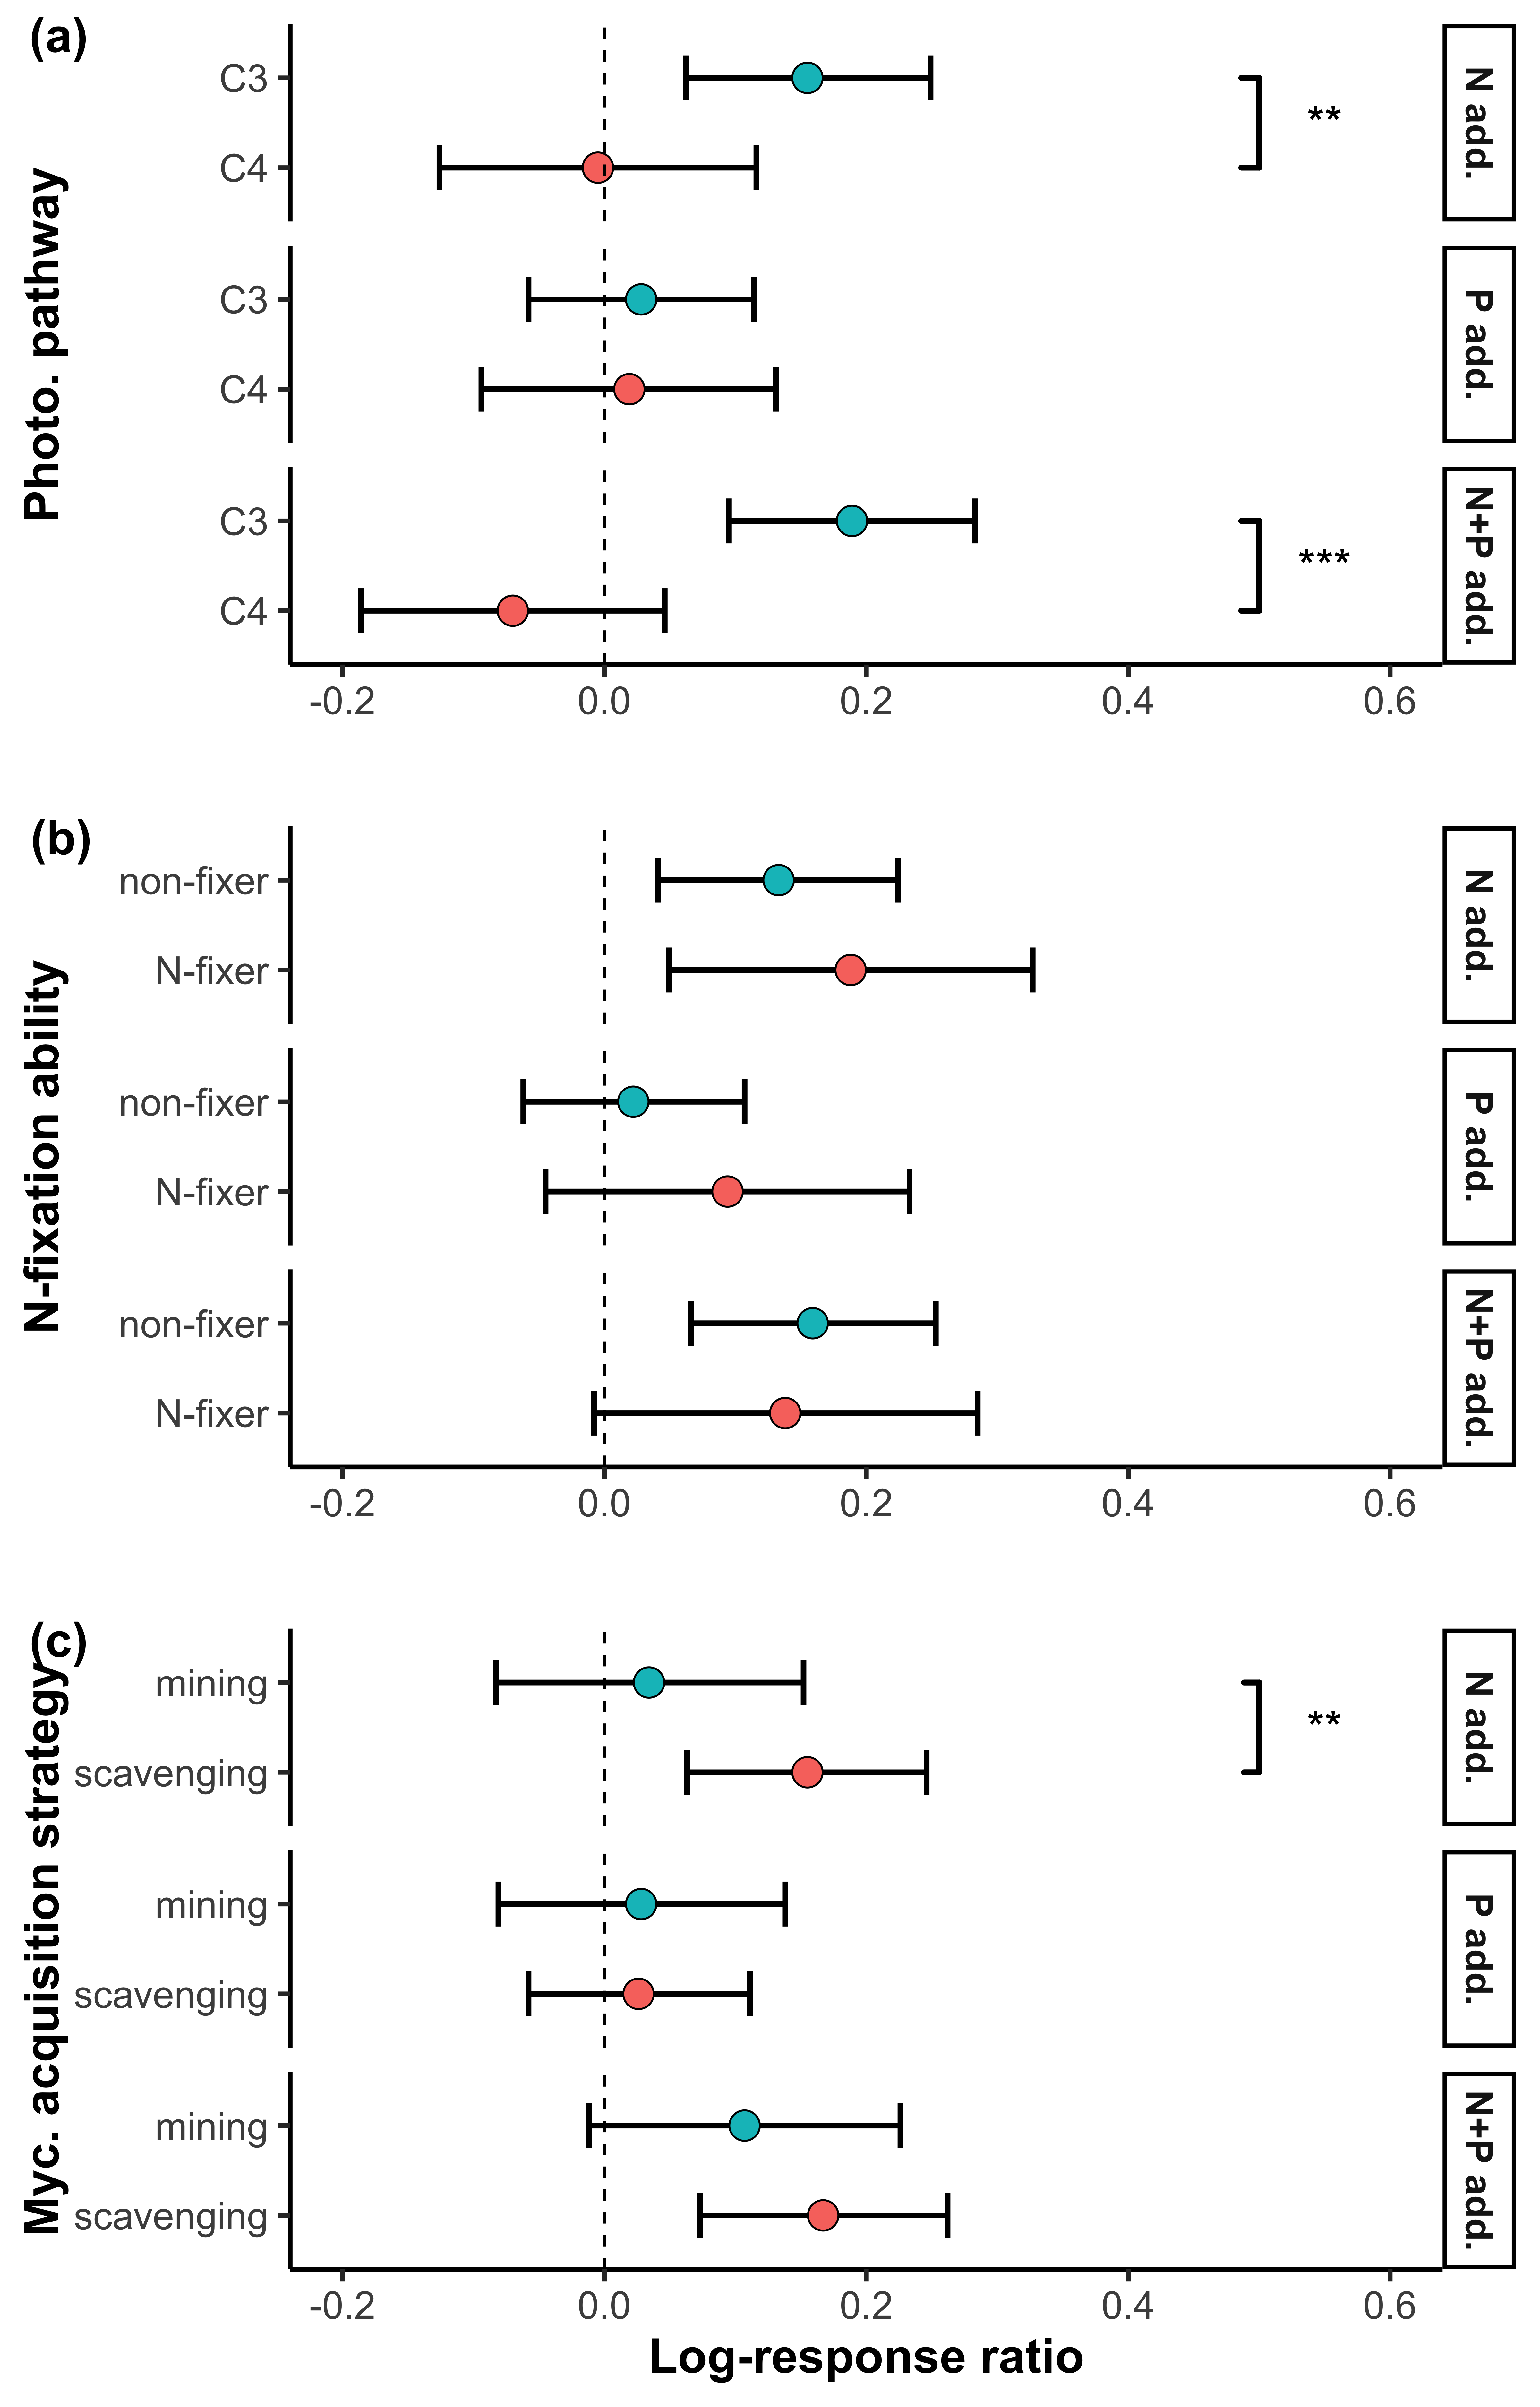 (a)
Photo. pathway
C3
C4
**
N add.
C3
C4
P add.
C3
C4
***
N+P add.
-0.2 0.0 0.2 0.4 0.6
(b)
N-fixation ability
non-fixer
N-fixer
N add.
non-fixer
N-fixer
P add.
non-fixer
N-fixer
N+P add.
-0.2 0.0 0.2 0.4 0.6
(c)
Myc. acquisition strategy
mining
scavenging
**
N add.
mining
scavenging
P add.
mining
scavenging
N+P add.
-0.2 0.0 0.2 0.4 0.6
Log-response ratio